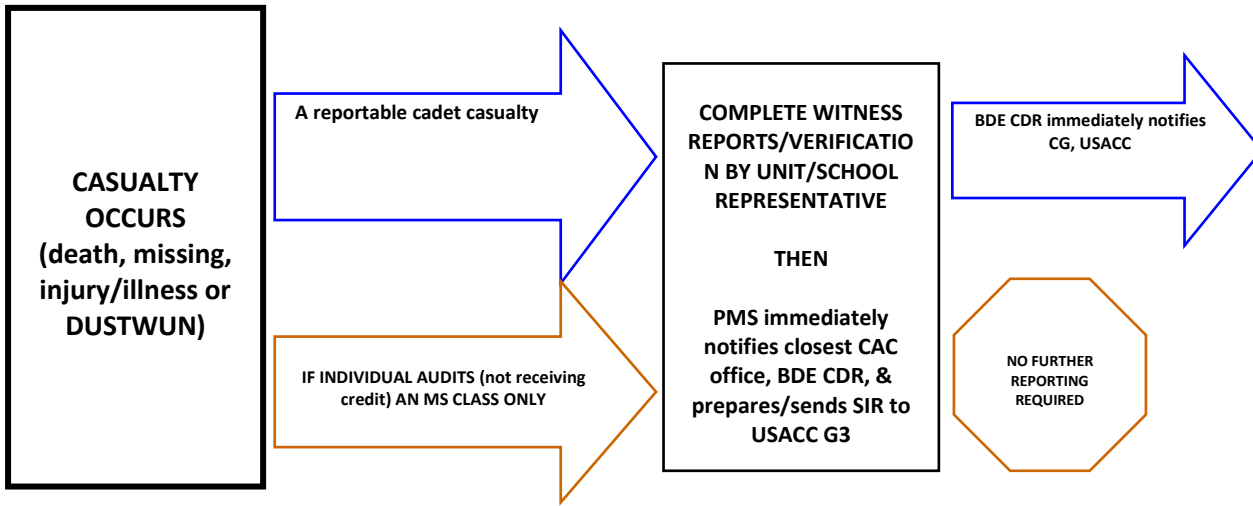 CASUALTY
OCCURS
(death, missing,
injury/illness or
DUSTWUN)
A reportable cadet casualty
IF INDIVIDUAL AUDITS (not receiving
credit) AN MS CLASS ONLY
COMPLETE WITNESS
REPORTS/VERIFICATIO
N BY UNIT/SCHOOL
REPRESENTATIVE
THEN
PMS immediately
notifies closest CAC
office, BDE CDR, &
prepares/sends SIR to
USACC G3
BDE CDR immediately notifies
CG, USACC
NO FURTHER
REPORTING
REQUIRED